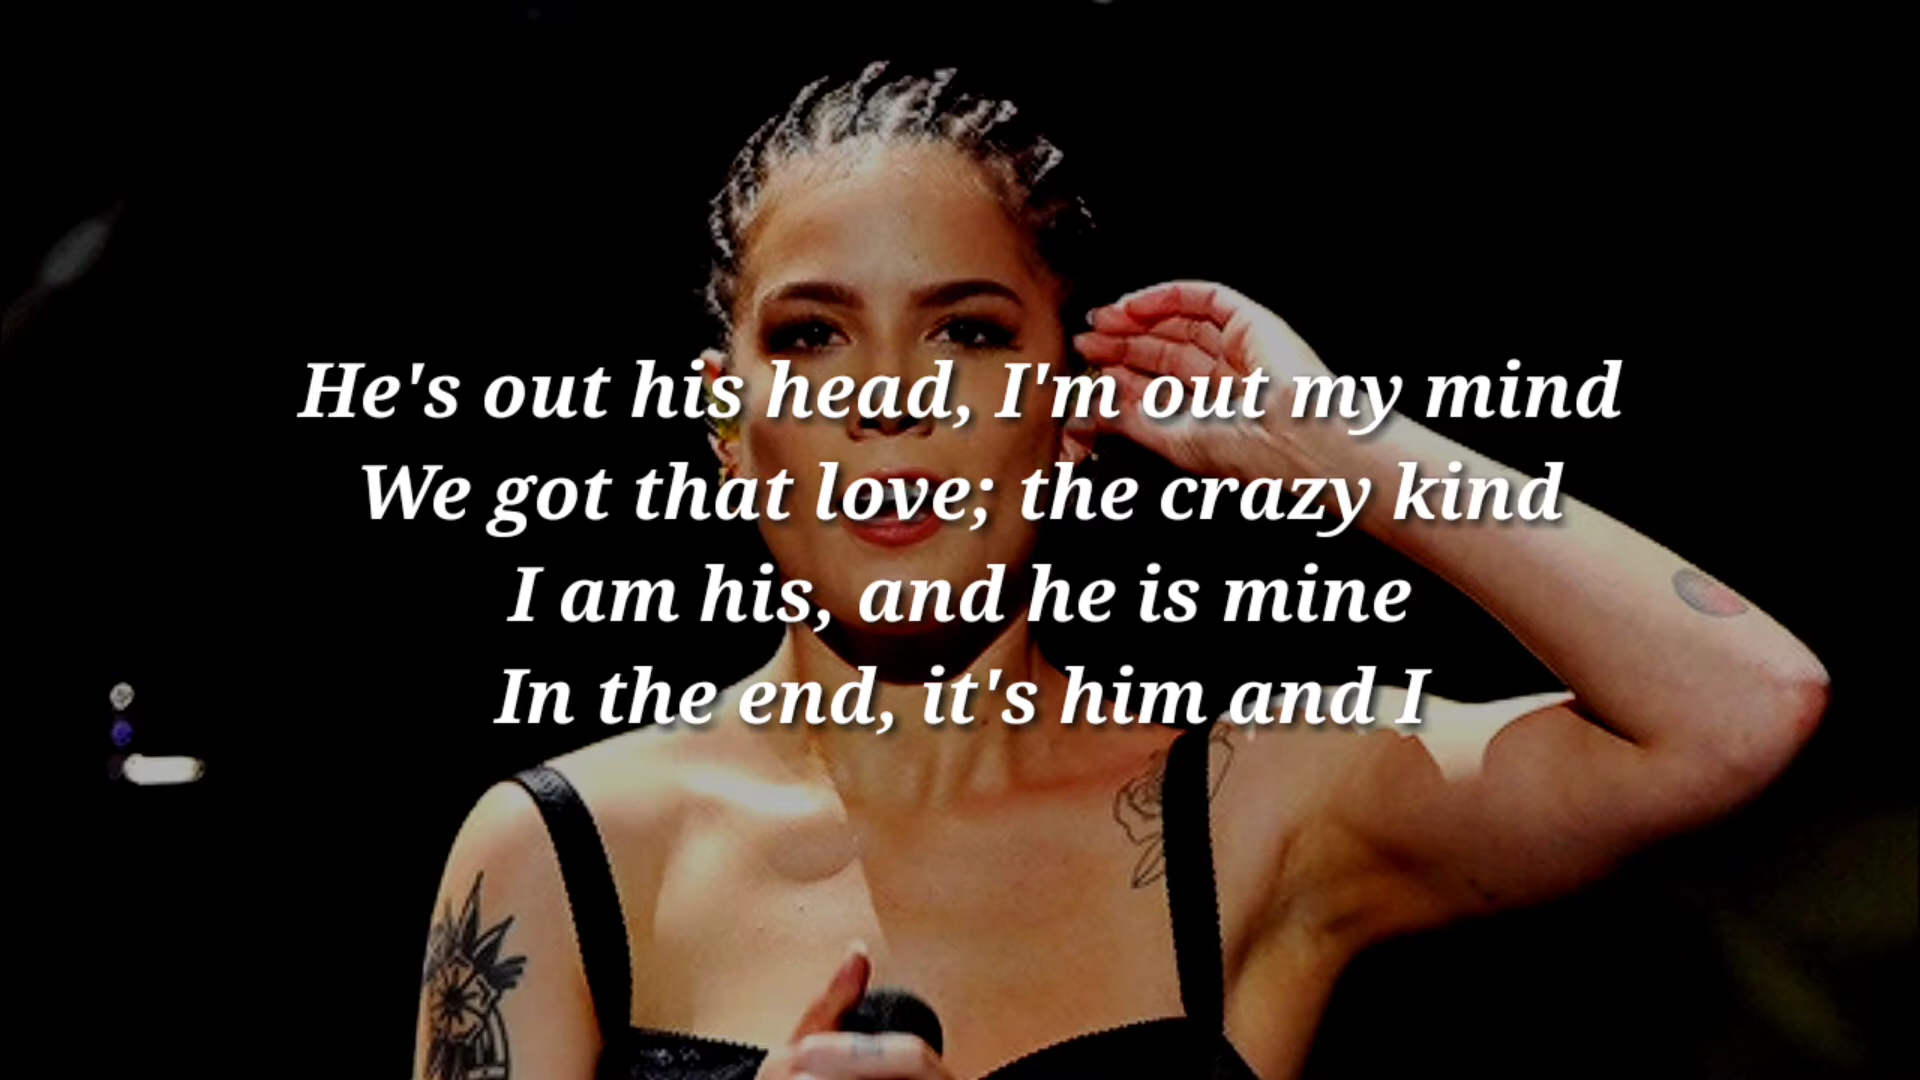 He's out his head, I'm out my mind
We got that love; the crazy kind
I am his, and he is mine
In the end, it's him and I